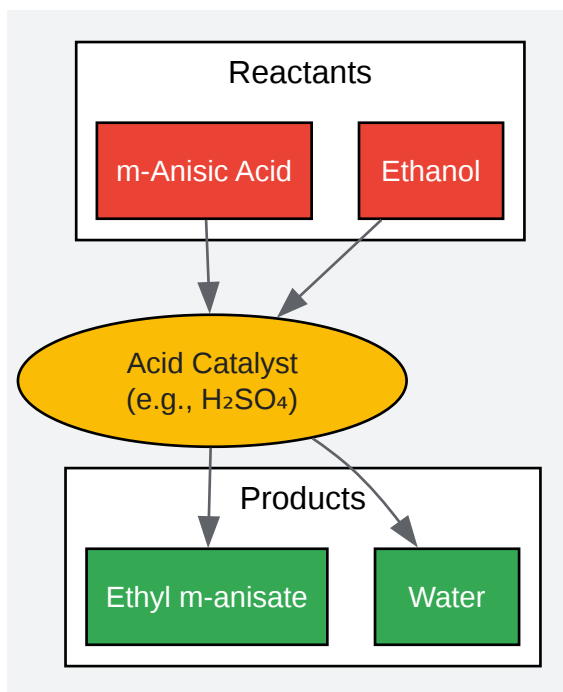 Reactants
m-Anisic Acid
Ethanol
Acid Catalyst
(e.g., H₂SO₄)
Products
Ethyl m-anisate
Water